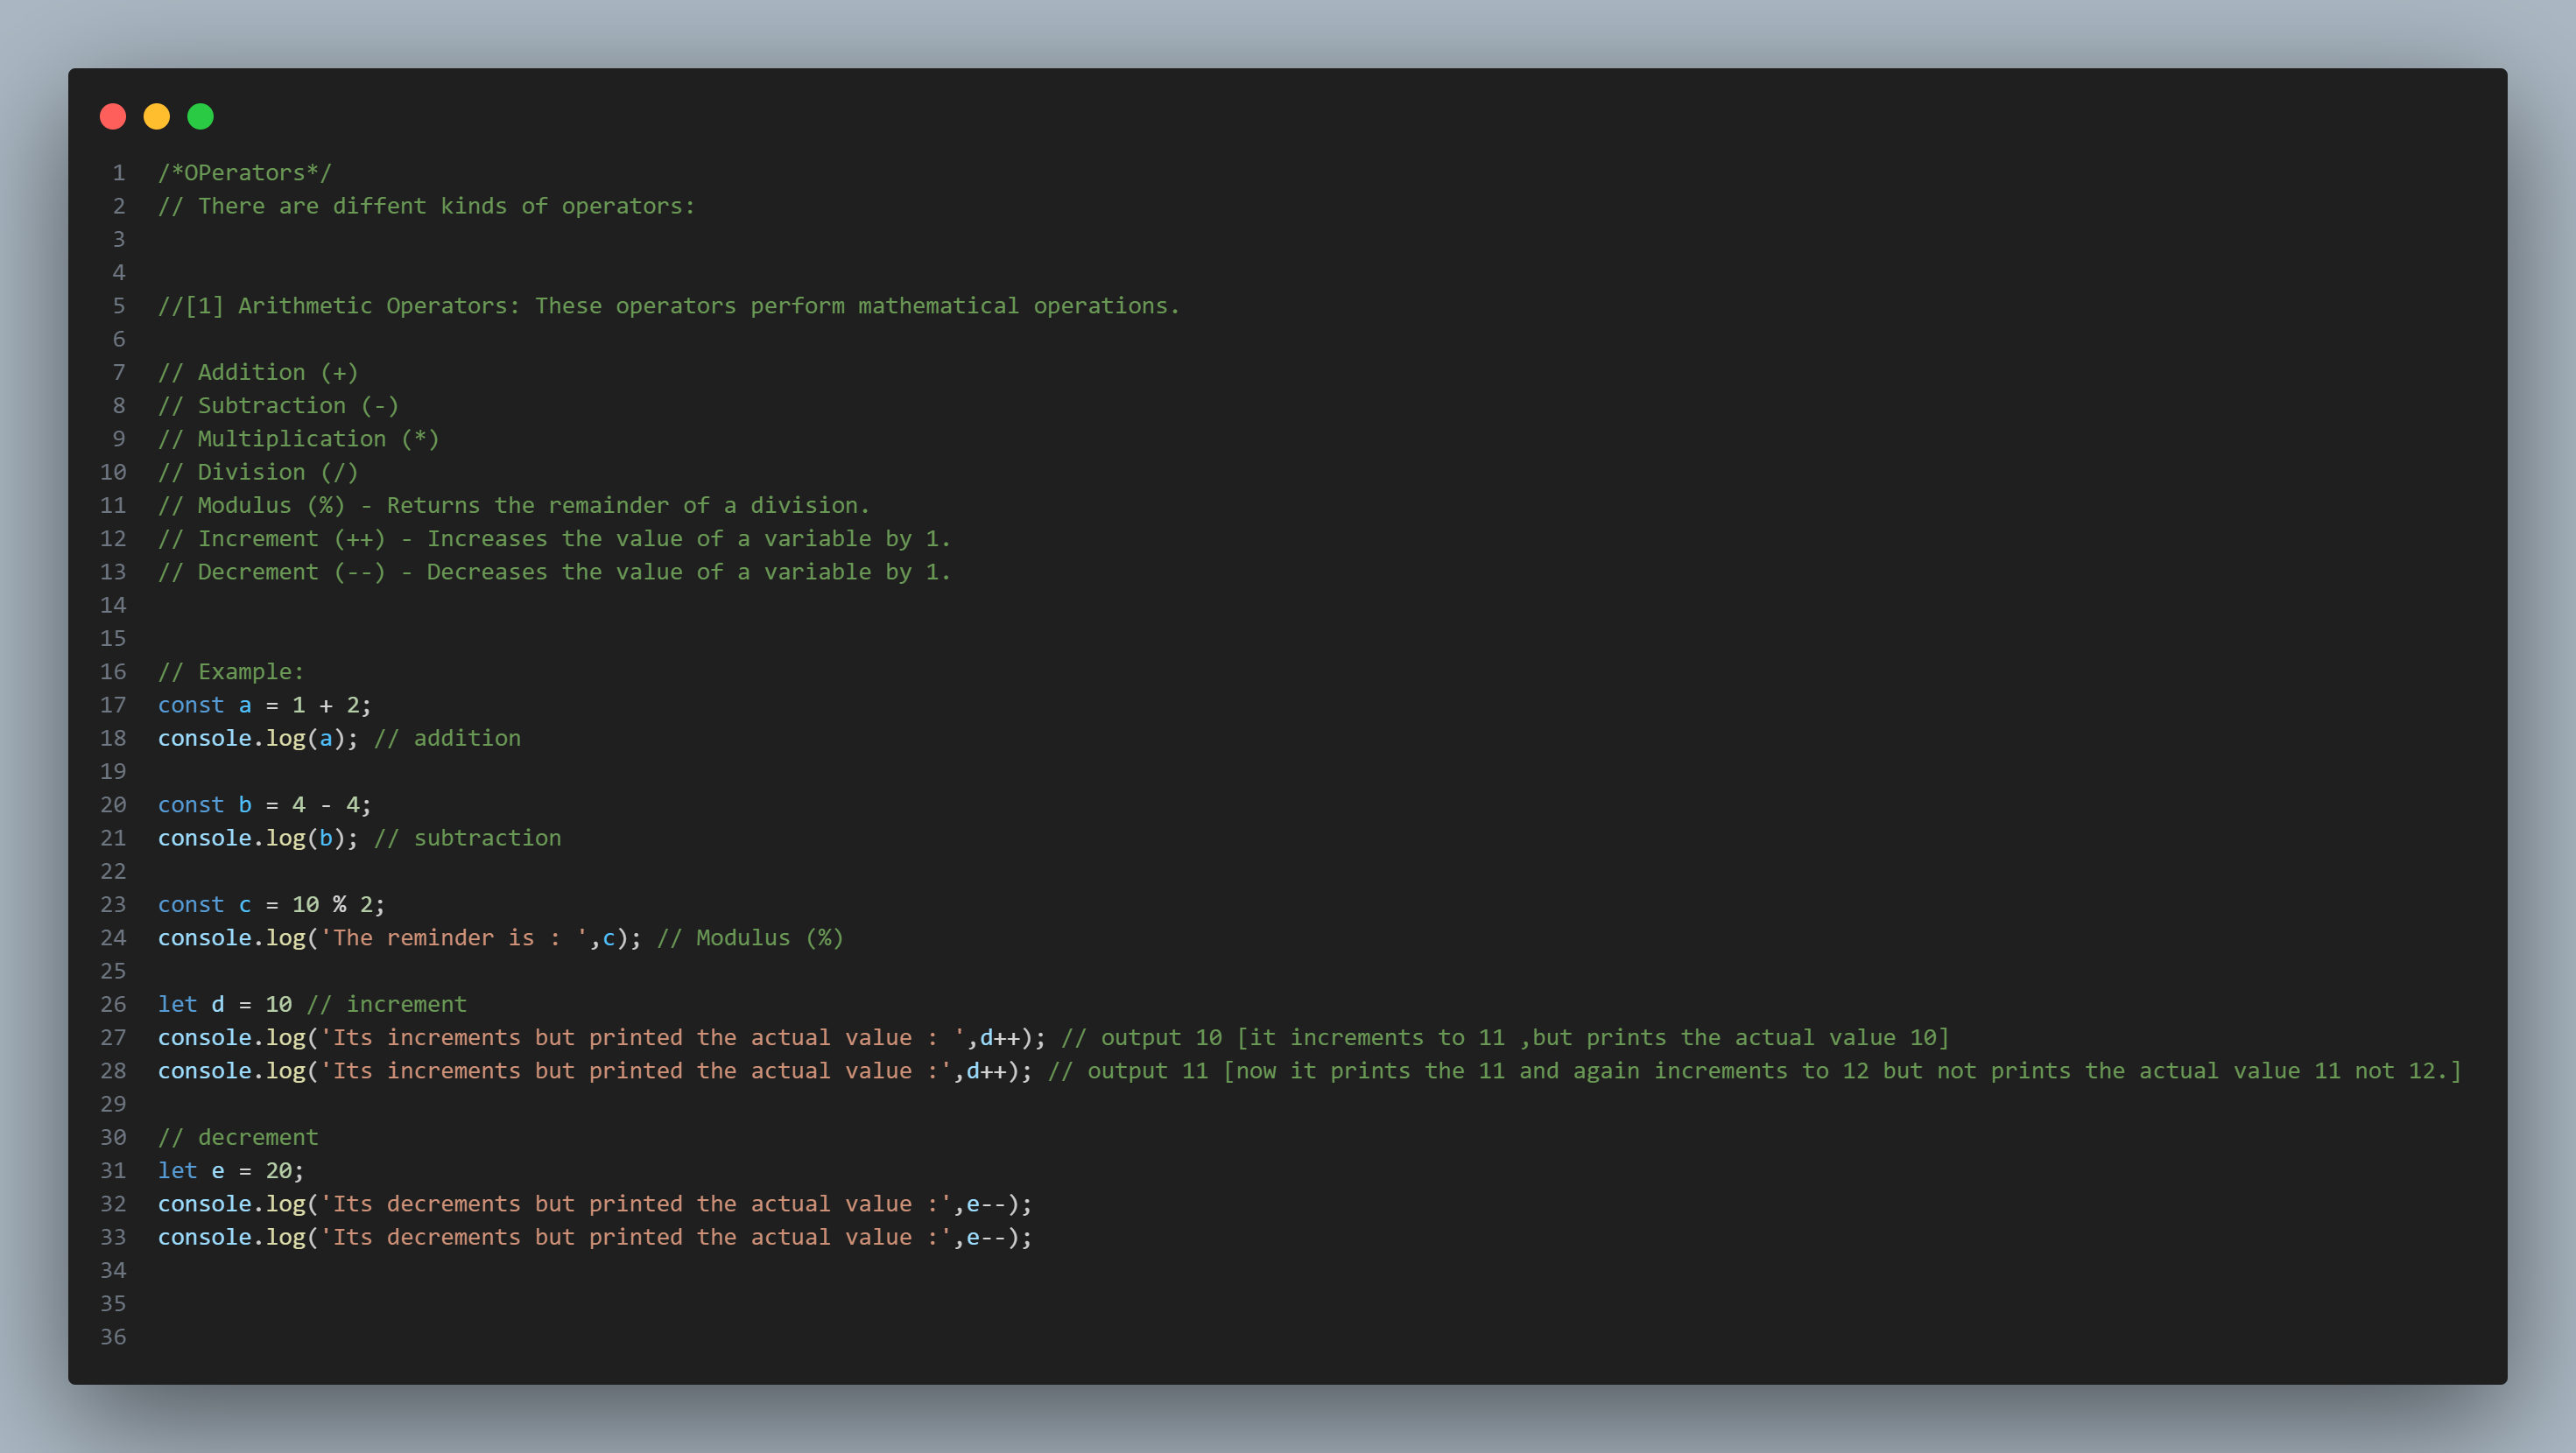 1 /*OPerators*/
2 // There are diffent kinds of operators:
3
4
5 //[1] Arithmetic Operators: These operators perform mathematical operations.
6
7 // Addition (+)
8 // Subtraction (-)
9 // Multiplication (*)
10 // Division (/)
11 // Modulus (%) - Returns the remainder of a division.
12 // Increment (++) - Increases the value of a variable by 1.
13 // Decrement (--) - Decreases the value of a variable by 1.
14
15
16 // Example:
17 const a = 1 + 2;
18 console.log(a); // addition
19
20 const b = 4 - 4;
21 console.log(b); // subtraction
22
23 const c = 10 % 2;
24 console.log('The reminder is : ',c); // Modulus (%)
25
26 let d = 10 // increment
27 console.log('Its increments but printed the actual value : ',d++); // output 10 [it increments to 11 ,but prints the actual value 10]
28 console.log('Its increments but printed the actual value :',d++); // output 11 [now it prints the 11 and again increments to 12 but not prints the actual value 11 not 12.]
29
30 // decrement
31 let e = 20;
32 console.log('Its decrements but printed the actual value :',e--);
33 console.log('Its decrements but printed the actual value :',e--);
34
35
36